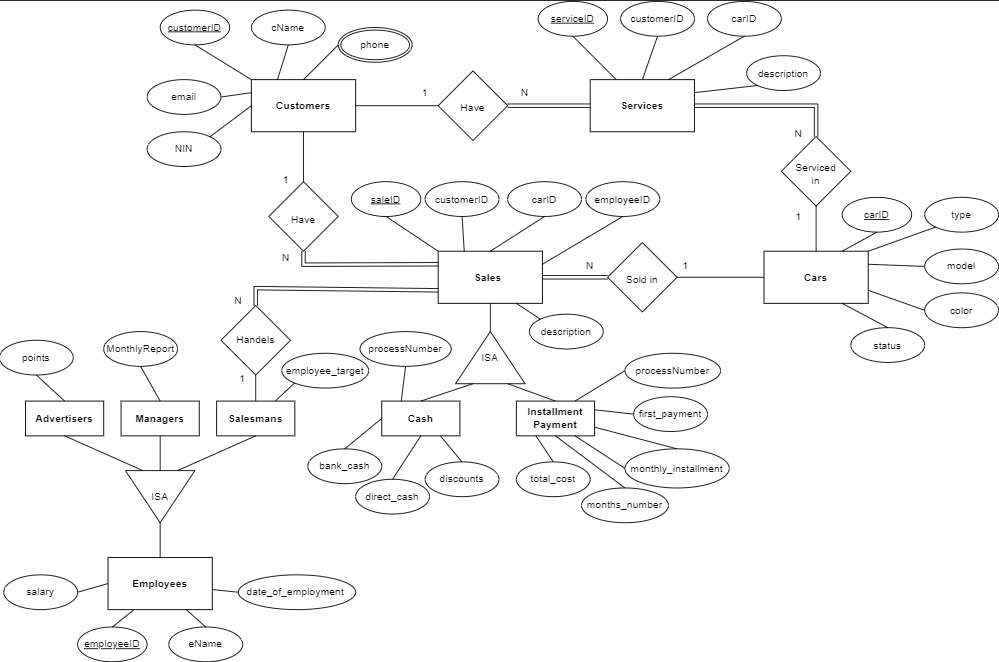 customerID
cName
phone
email
NIN
Customers
1
Have
N
serviceID
customerID
carID
description
Services
N
Serviced
in
1
1
Have
N
saleID
customerID
carID
employeeID
Sales
N
Sold in
1
carID
type
model
color
status
Cars
description
N
Handels
1
points
MonthlyReport
employee_target
Advertisers
Managers
Salesmans
ISA
processNumber
Cash
bank_cash
direct_cash
discounts
ISA
processNumber
first_payment
monthly_installment
months_number
total_cost
Installment
Payment
Employees
salary
date_of_employment
employeeID
eName